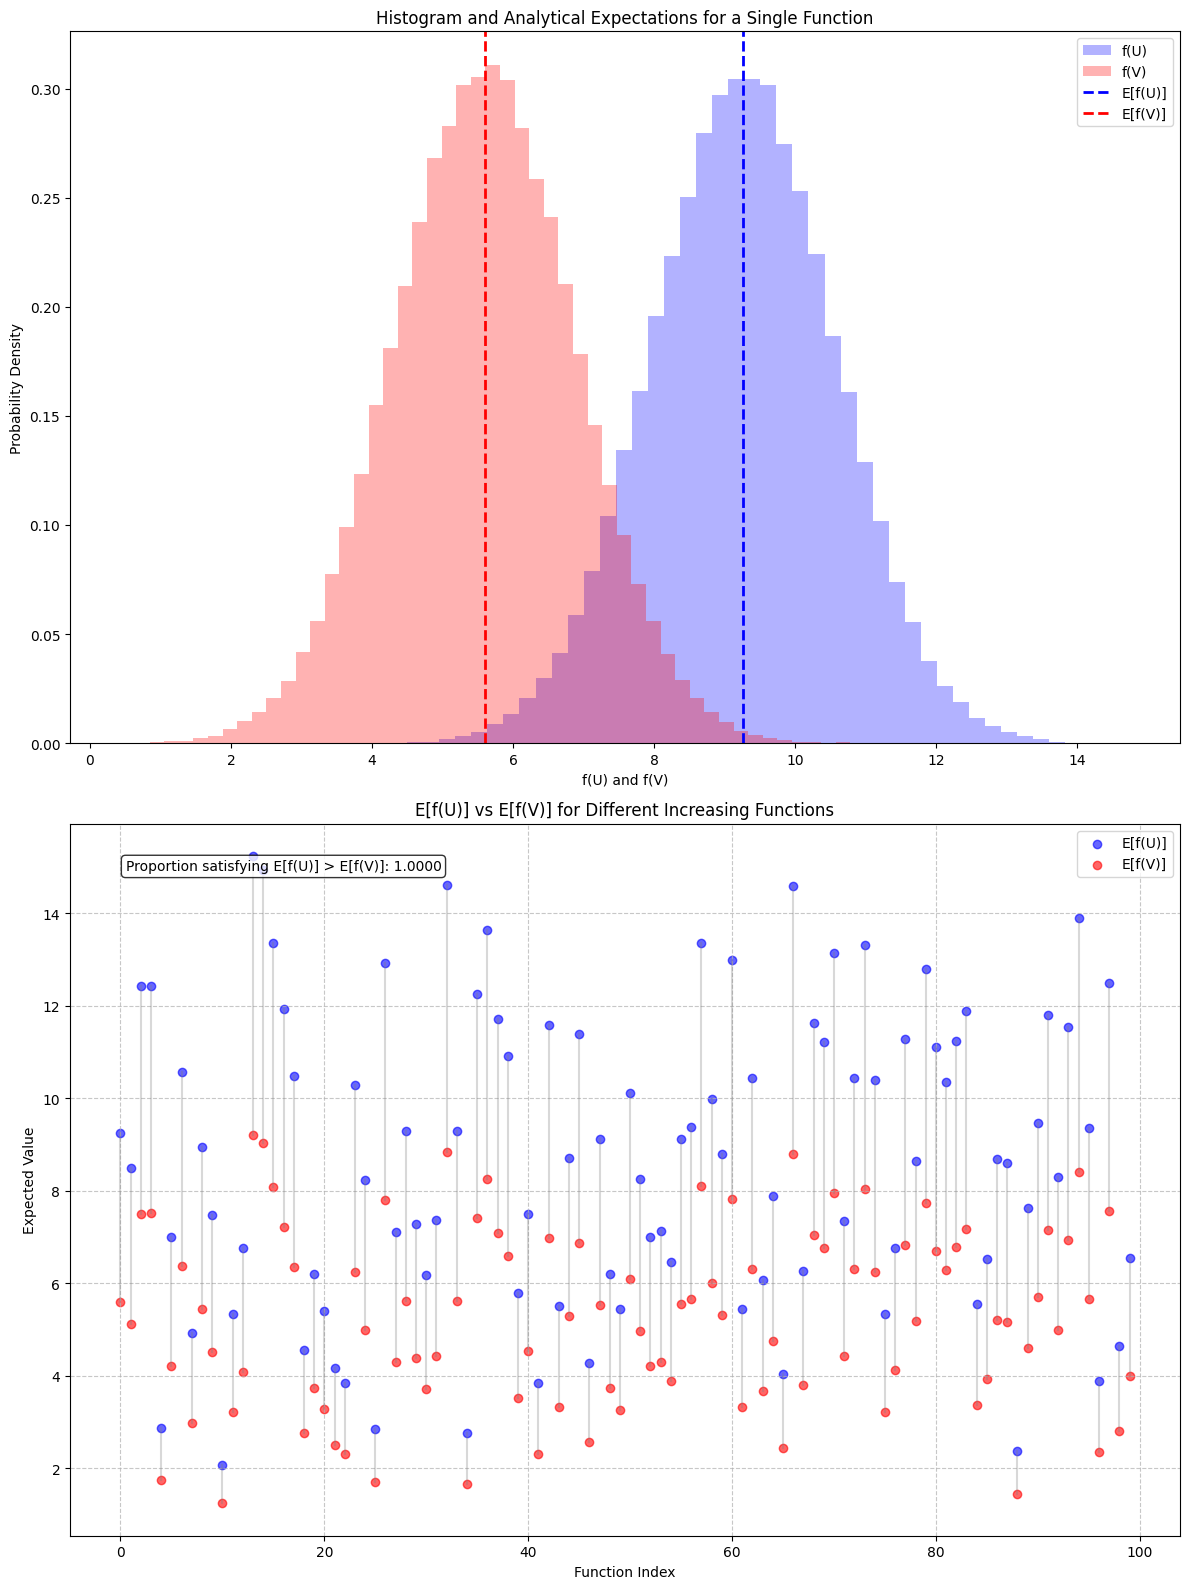 Histogram and Analytical Expectations for a Single Function
f(U)
f(V)
E[f(U)]
E[f(V)]
0.30
0.25
0.20
0.15
0.10
0.05
0.00
Probability Density
0 2 4 6 8 10 12 14
f(U) and f(V)
E[f(U)] vs E[f(V)] for Different Increasing Functions
E[f(U)]
E[f(V)]
Proportion satisfying E[f(U)] > E[f(V)]: 1.0000
14
12
10
8
6
4
2
Expected Value
0 20 40 60 80 100
Function Index